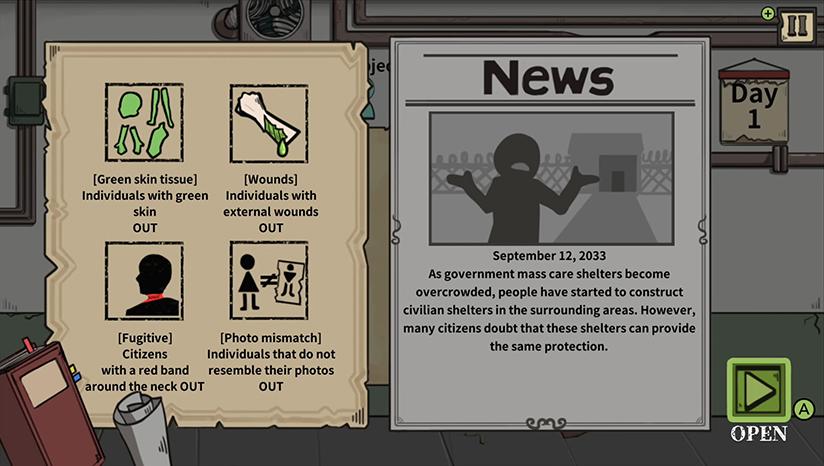 [Green skin tissue]
Individuals with green
skin
OUT
[Wounds]
Individuals with
external wounds
OUT
[Fugitive]
Citizens
with a red band
around the neck OUT
[Photo mismatch]
Individuals that do not
resemble their photos
OUT
News
September 12, 2033
As government mass care shelters become
overcrowded, people have started to construct
civilian shelters in the surrounding areas. However,
many citizens doubt that these shelters can provide
the same protection.
Day
1
A
OPEN